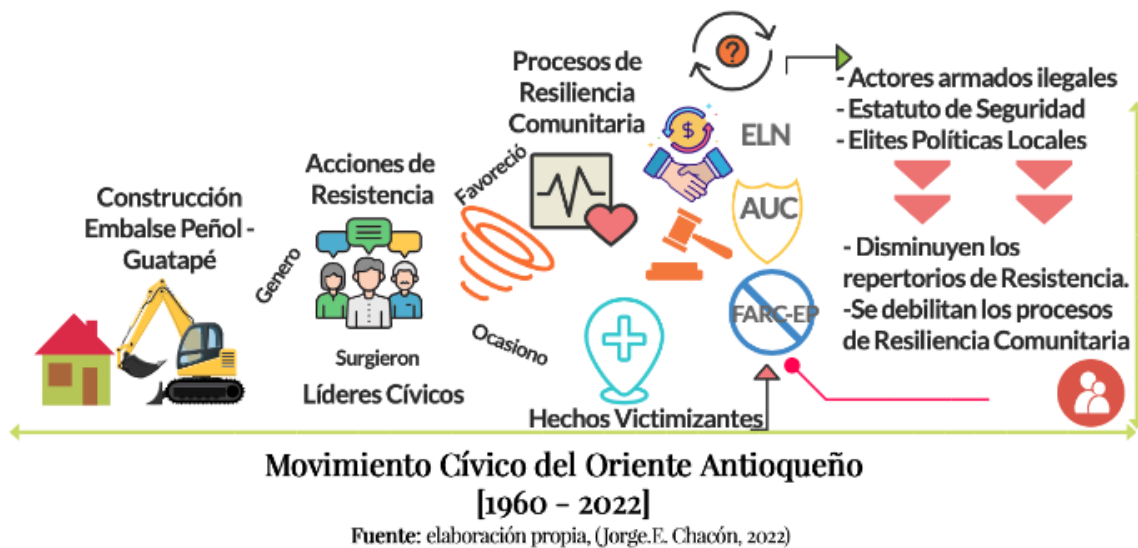 Construcción
Embalse Peñol -
Guatapé
Genero
Acciones de
Resistencia
Surgieron
Líderes Cívicos
Favoreció
Ocasiono
Procesos de
Resiliencia
Comunitaria
?
$
ELN
AUC
FARC-EP
Hechos Victimizantes
- Actores armados ilegales
- Estatuto de Seguridad
- Elites Políticas Locales
- Disminuyen los
repertorios de Resistencia.
-Se debilitan los procesos
de Resiliencia Comunitaria
Movimiento Cívico del Oriente Antioqueño
[1960 - 2022]
Fuente: elaboración propia, (Jorge.E. Chacón, 2022)